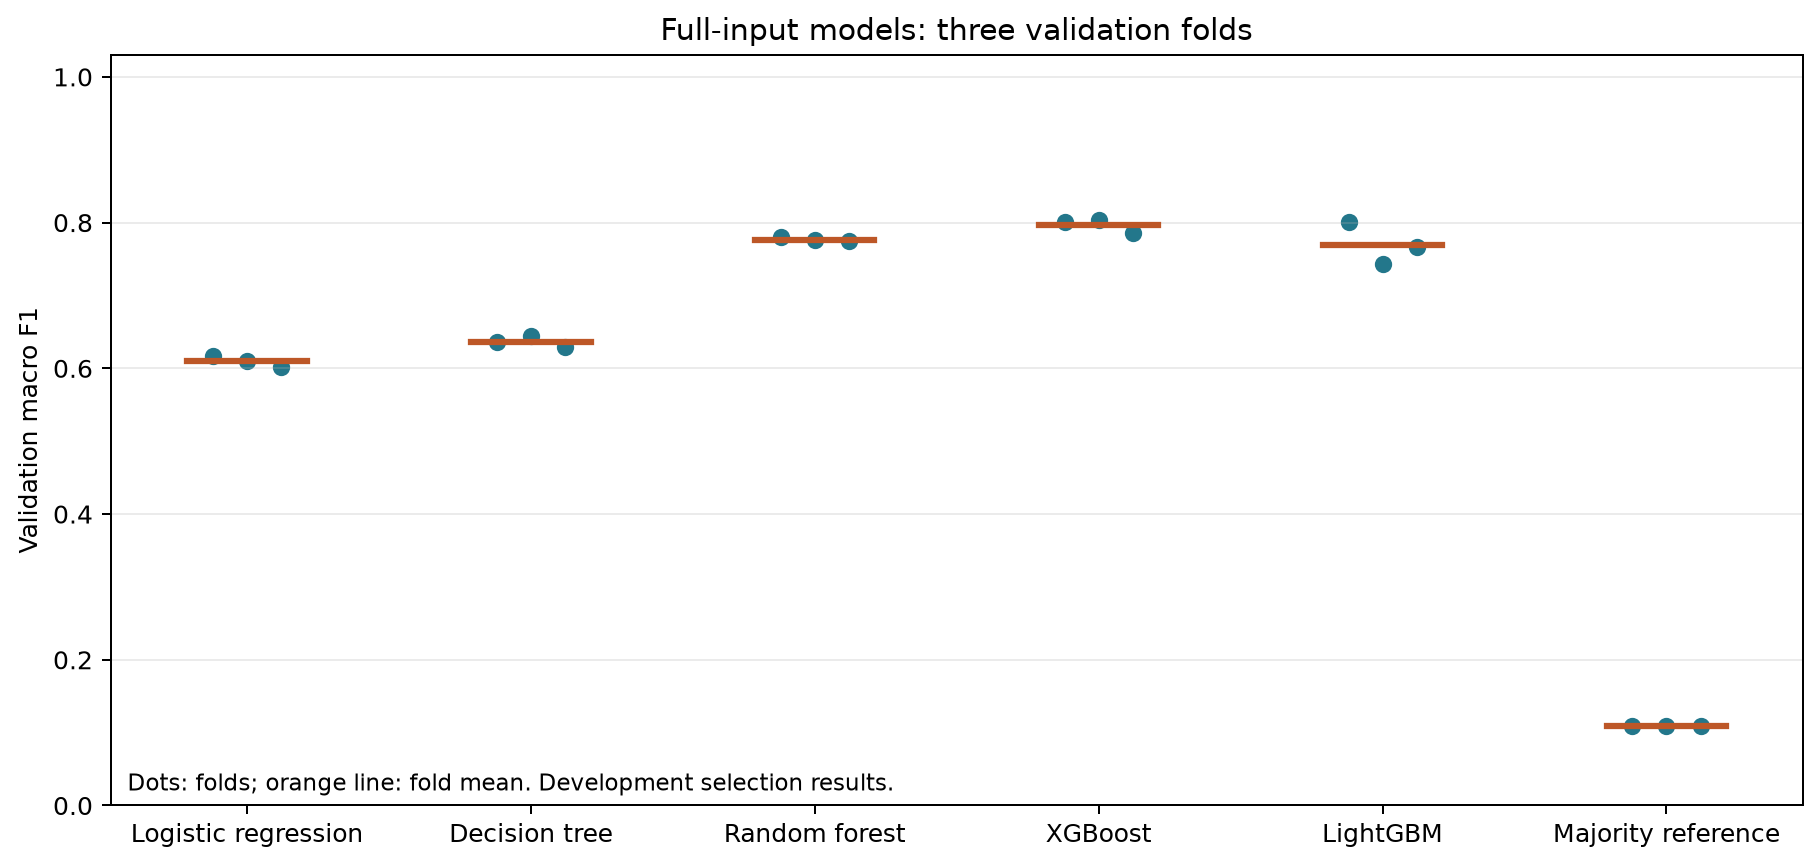 Full-input models: three validation folds
Validation macro F1
1.0
0.8
0.6
0.4
0.2
0.0
Dots: folds; orange line: fold mean. Development selection results.
Logistic regression
Decision tree
Random forest
XGBoost
LightGBM
Majority reference